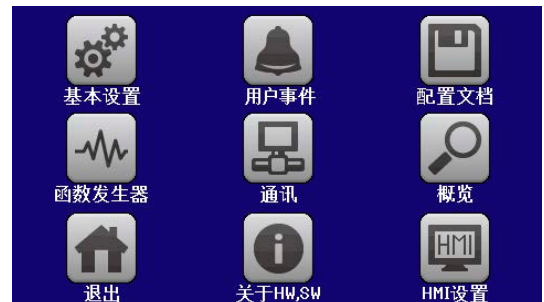 基本设置
用户事件
配置文档
函数发生器
通讯
概览
HMI
退出
关于HW,SW
HMI设置